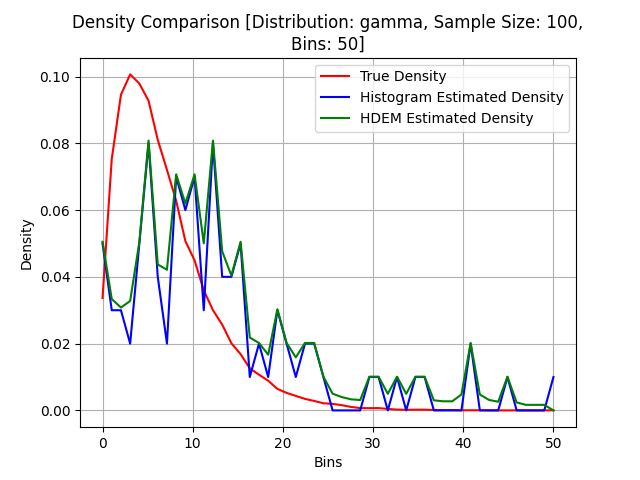 Density Comparison [Distribution: gamma, Sample Size: 100,
Bins: 50]
True Density
Histogram Estimated Density
HDEM Estimated Density
Density
0.10
0.08
0.06
0.04
0.02
0.00
0 10 20 30 40 50
Bins